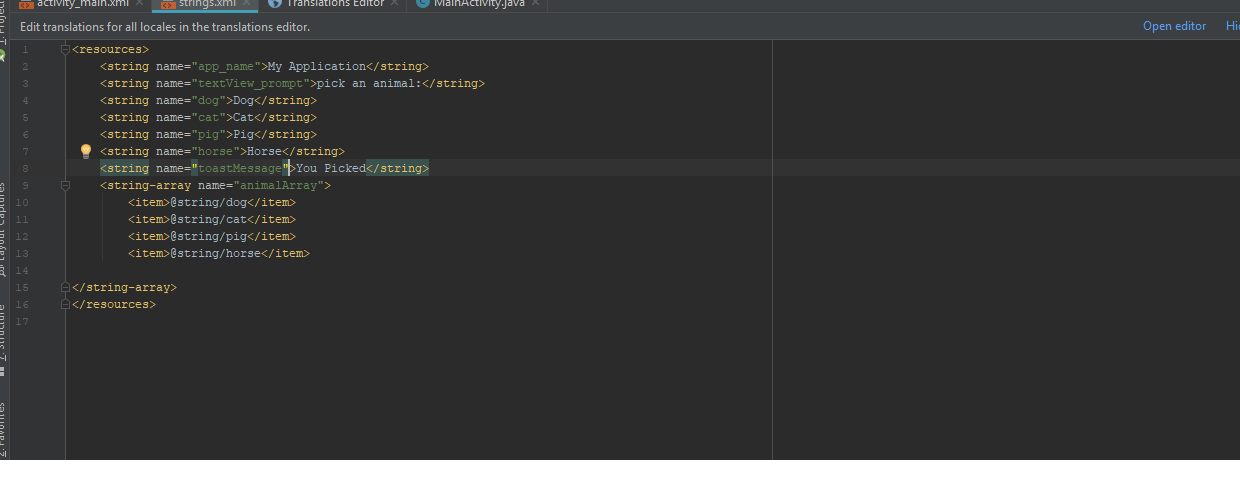 activity_main.xml strings.xml Translations Editor MainActivity.java
Edit translations for all locales in the translations editor. Open editor
1 <resources>
2 <string name="app_name">My Application</string>
3 <string name="textView_prompt">pick an animal:</string>
4 <string name="dog">Dog</string>
5 <string name="cat">Cat</string>
6 <string name="pig">Pig</string>
7 <string name="horse">Horse</string>
8 <string name="toastMessage">You Picked</string>
9 <string-array name="animalArray">
10 <item>@string/dog</item>
11 <item>@string/cat</item>
12 <item>@string/pig</item>
13 <item>@string/horse</item>
14
15 </string-array>
16 </resources>
17
Layout Captures
Z: Structure
2: Favorites